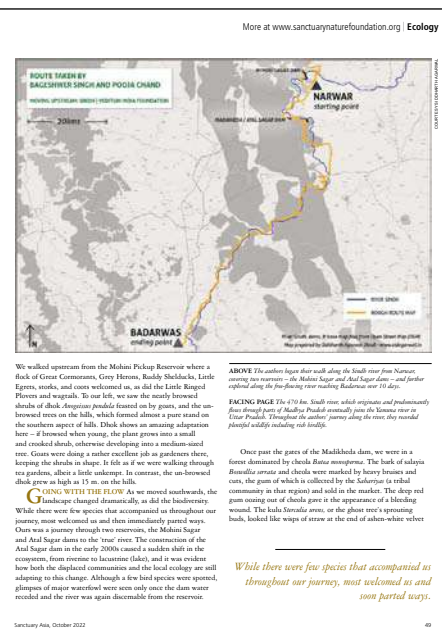 More at www.sanctuarynaturefoundation.org | Ecology
COURTESY:SIDDHARTH AGARWAL
ROUTE TAKEN BY
BAGESHWER SINGH AND POOJA CHAND
MOVING UPSTREAM: SINDH | VEDITUM INDIA FOUNDATION
20kms
NARWAR
starting point
MADIKHEDA / ATAL SAGAR DAM
RIVER SINDH
ROUGH ROUTE MAP
N
BADARWAS
ending point
We walked upstream from the Mohini Pickup Reservoir where a
flock of Great Cormorants, Grey Herons, Ruddy Shelducks, Little
Egrets, storks, and coots welcomed us, as did the Little Ringed
Plovers and wagtails. To our left, we saw the neatly browsed
shrubs of dhok Anogeissus pendula feasted on by goats, and the un-
browsed trees on the hills, which formed almost a pure stand on
the southern aspect of hills. Dhok shows an amazing adaptation
here – if browsed when young, the plant grows into a small
and crooked shrub, otherwise developing into a medium-sized
tree. Goats were doing a rather excellent job as gardeners there,
keeping the shrubs in shape. It felt as if we were walking through
tea gardens, albeit a little unkempt. In contrast, the un-browsed
dhok grew as high as 15 m. on the hills.
GOING WITH THE FLOW As we moved southwards, the
landscape changed dramatically, as did the biodiversity.
While there were few species that accompanied us throughout our
journey, most welcomed us and then immediately parted ways.
Ours was a journey through two reservoirs, the Mohini Sagar
and Atal Sagar dams to the 'true' river. The construction of the
Atal Sagar dam in the early 2000s caused a sudden shift in the
ecosystem, from riverine to lacustrine (lake), and it was evident
how both the displaced communities and the local ecology are still
adapting to this change. Although a few bird species were spotted,
glimpses of major waterfowl were seen only once the dam water
receded and the river was again discernable from the reservoir.
ABOVE The authors began their walk along the Sindh river from Narwar,
covering two reservoirs – the Mohini Sagar and Atal Sagar dams – and further
explored along the free-flowing river reaching Badarwas over 10 days.
FACING PAGE The 470 km. Sindh river, which originates and predominantly
flows through parts of Madhya Pradesh eventually joins the Yamuna river in
Uttar Pradesh. Throughout the authors' journey along the river, they recorded
plentiful wildlife including rich birdlife.
Once past the gates of the Madikheda dam, we were in a
forest dominated by cheola Butea monosperma. The bark of salayia
Boswellia serrata and cheola were marked by heavy bruises and
cuts, the gum of which is collected by the Sahariyas (a tribal
community in that region) and sold in the market. The deep red
gum oozing out of cheola gave it the appearance of a bleeding
wound. The kulu Sterculia urens, or the ghost tree's sprouting
buds, looked like wisps of straw at the end of ashen-white velvet
While there were few species that accompanied us
throughout our journey, most welcomed us and
soon parted ways.
Sanctuary Asia, October 2022
49